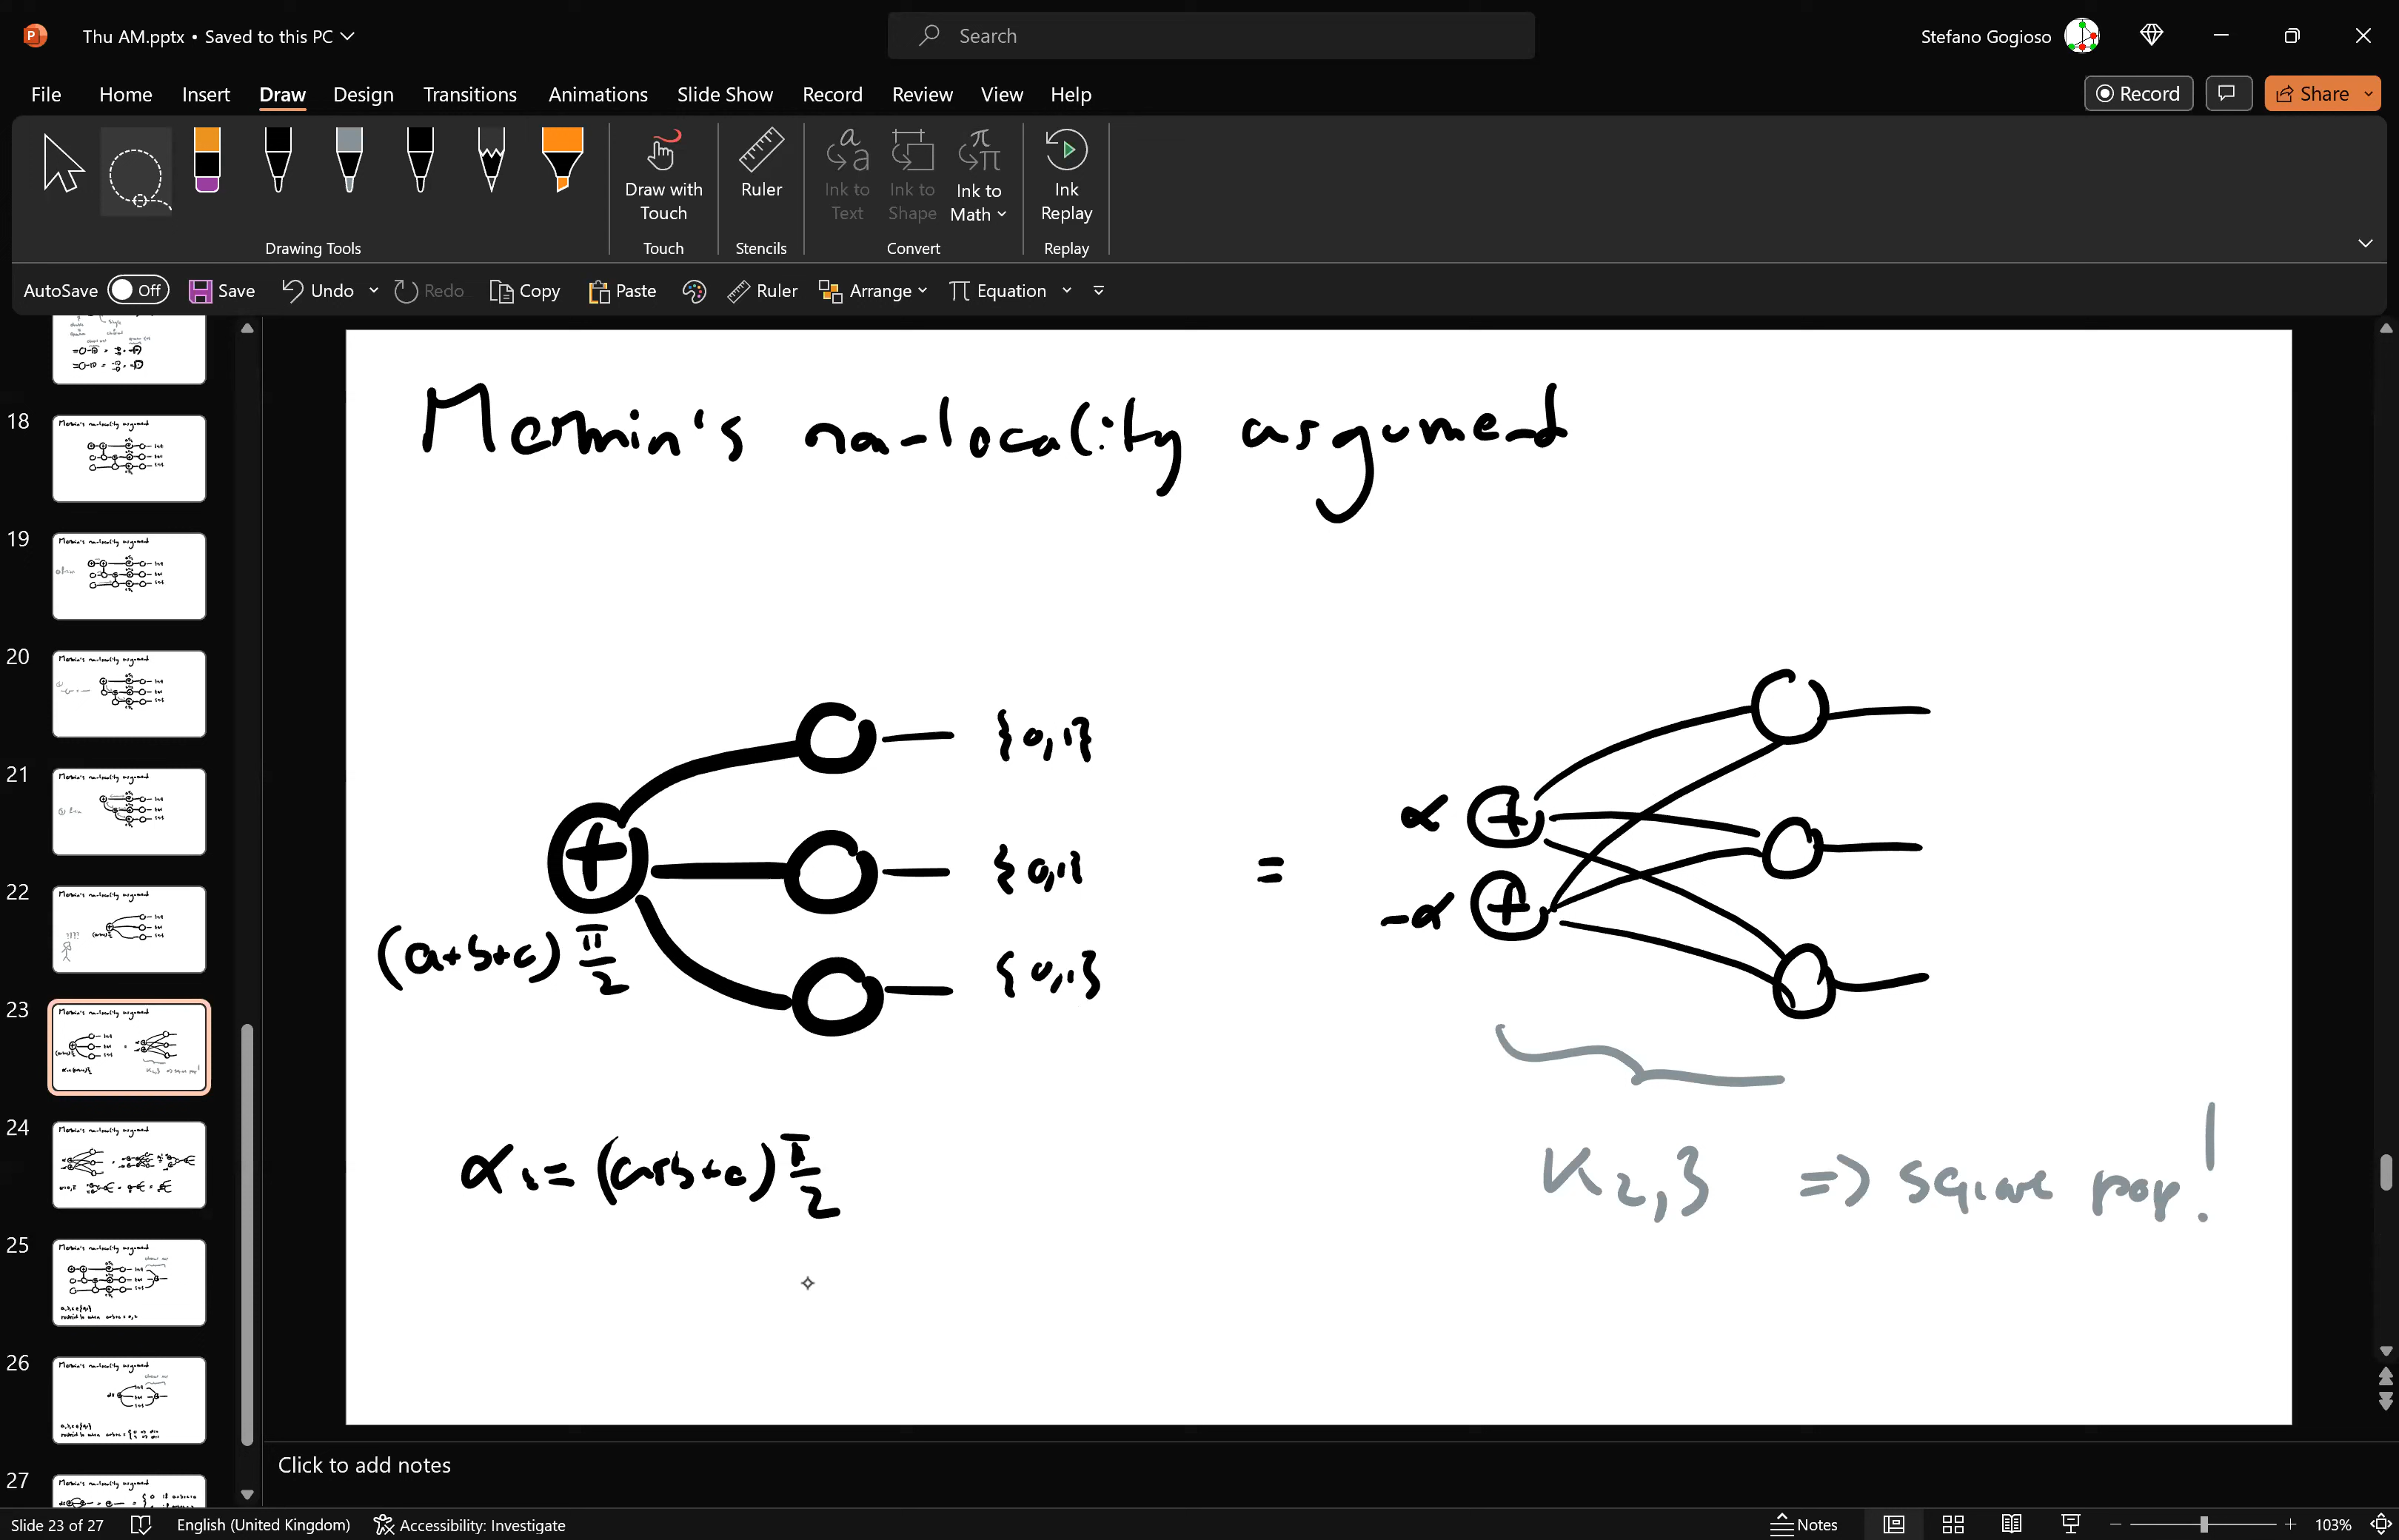 Thu AM.pptx • Saved to this PC
Search
Stefano Gogioso
File Home Insert Draw Design Transitions Animations Slide Show Record Review View Help
Record
Share
Draw with Touch
Ruler
Ink to Text
Ink to Shape
Ink to Math
Ink Replay
Drawing Tools
Touch
Stencils
Convert
Replay
AutoSave Off Save Undo Redo Copy Paste Ruler Arrange Equation
18
19
20
21
22
23
24
25
26
27
Mermin's non-locality argument
{0,1}
{0,1}
{0,1}
(a+b+c) π/2
=
α
-α
α := (a+b+c) π/2
K2,3 => square pop!
Click to add notes
Slide 23 of 27 English (United Kingdom) Accessibility: Investigate Notes 103%